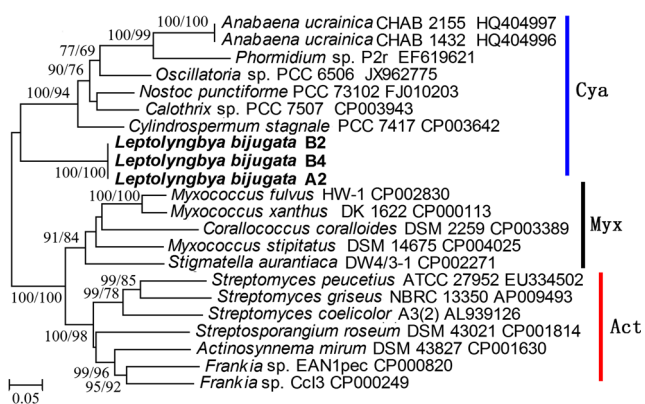 100/100
Anabaena ucrainica CHAB 2155 HQ404997
Anabaena ucrainica CHAB 1432 HQ404996
100/99
77/69
Phormidium sp. P2r EF619621
90/76
Oscillatoria sp. PCC 6506 JX962775
Nostoc punctiforme PCC 73102 FJ010203
100/94
Calothrix sp. PCC 7507 CP003943
Cylindrospermum stagnale PCC 7417 CP003642
Cya
Leptolyngbya bijugata B2
Leptolyngbya bijugata B4
100/100
Leptolyngbya bijugata A2
100/100
Myxococcus fulvus HW-1 CP002830
Myxococcus xanthus DK 1622 CP000113
Corallococcus coralloides DSM 2259 CP003389
91/84
Myxococcus stipitatus DSM 14675 CP004025
Stigmatella aurantiaca DW4/3-1 CP002271
Myx
100/100
99/85
Streptomyces peucetius ATCC 27952 EU334502
99/78
Streptomyces griseus NBRC 13350 AP009493
Streptomyces coelicolor A3(2) AL939126
100/98
Streptosporangium roseum DSM 43021 CP001814
Actinosynnema mirum DSM 43827 CP001630
99/96
Frankia sp. EAN1pec CP000820
95/92
Frankia sp. CcI3 CP000249
Act
0.05